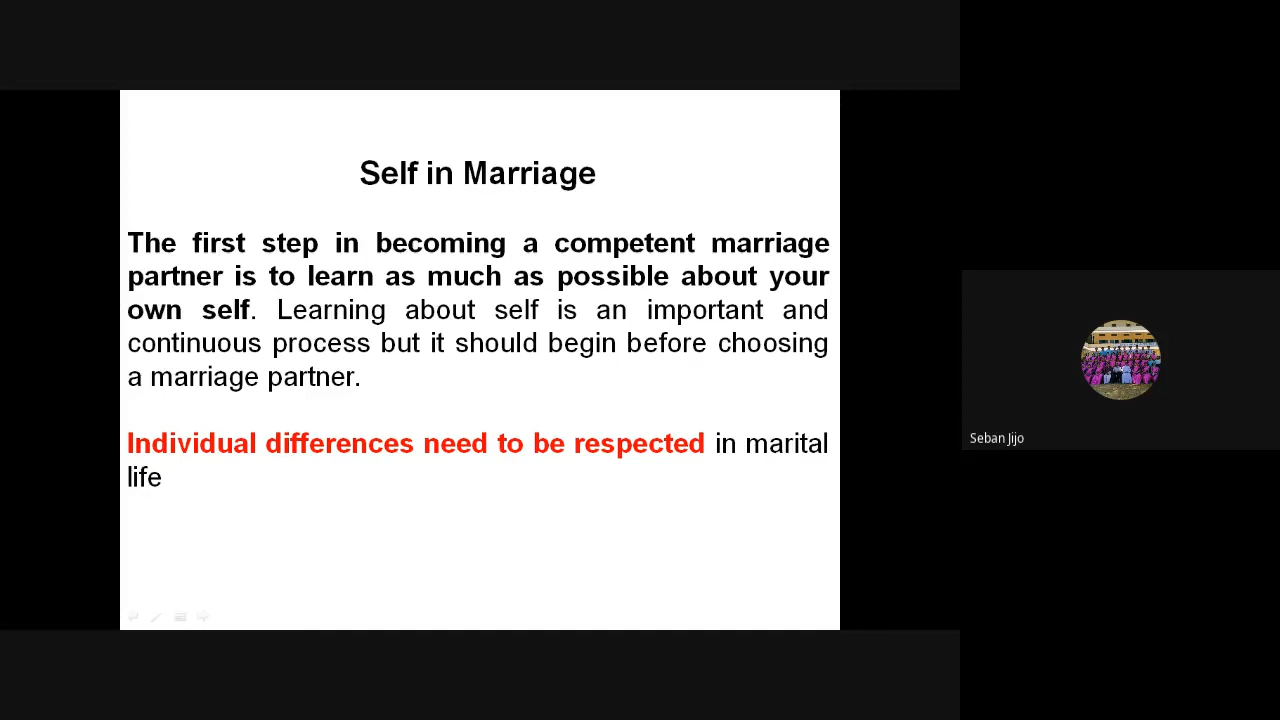 Self in Marriage
The first step in becoming a competent marriage
partner is to learn as much as possible about your
own self. Learning about self is an important and
continuous process but it should begin before choosing
a marriage partner.
Individual differences need to be respected in marital
life
Seban Jijo